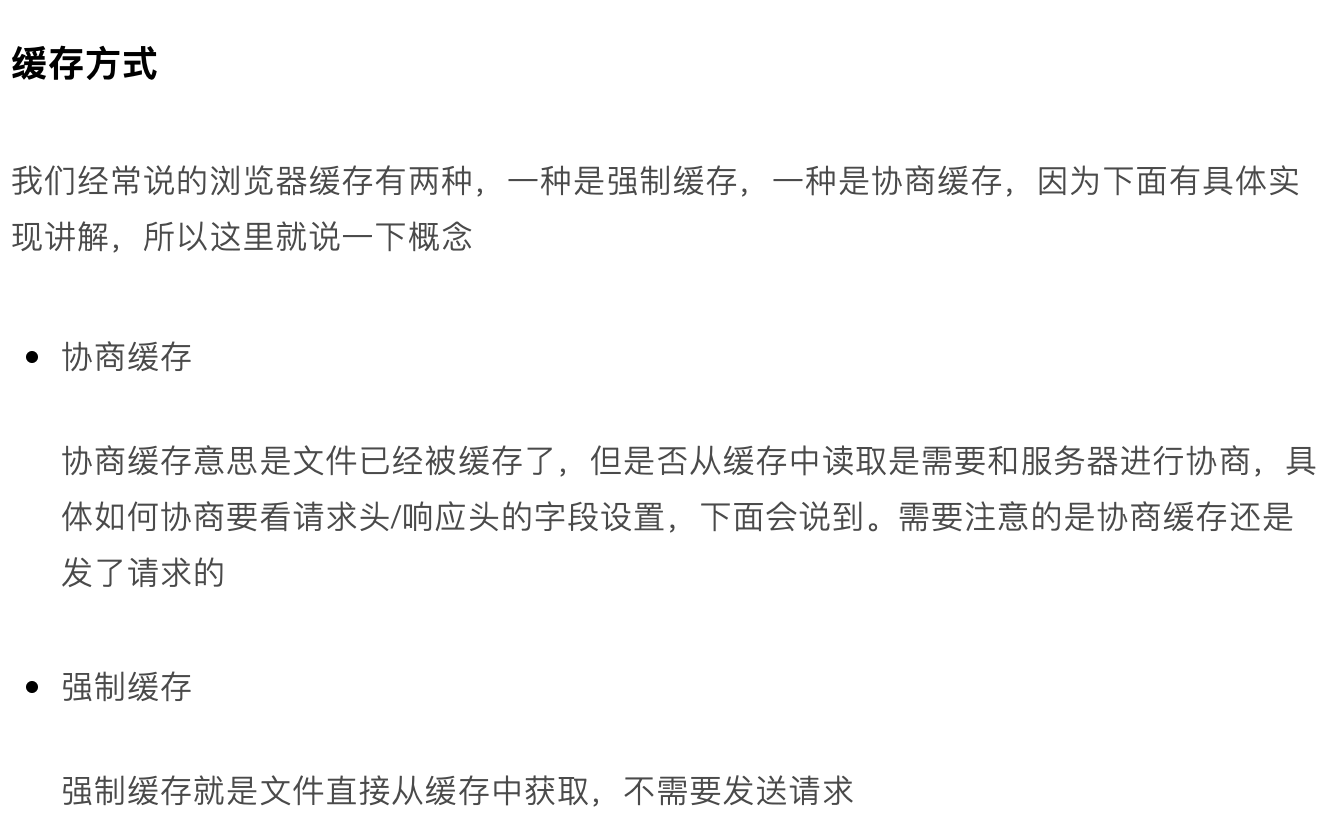 缓存方式
我们经常说的浏览器缓存有两种，一种是强制缓存，一种是协商缓存，因为下面有具体实
现讲解，所以这里就说一下概念
协商缓存
协商缓存意思是文件已经被缓存了，但是否从缓存中读取是需要和服务器进行协商，具
体如何协商要看请求头/响应头的字段设置，下面会说到。需要注意的是协商缓存还是
发了请求的
强制缓存
强制缓存就是文件直接从缓存中获取，不需要发送请求